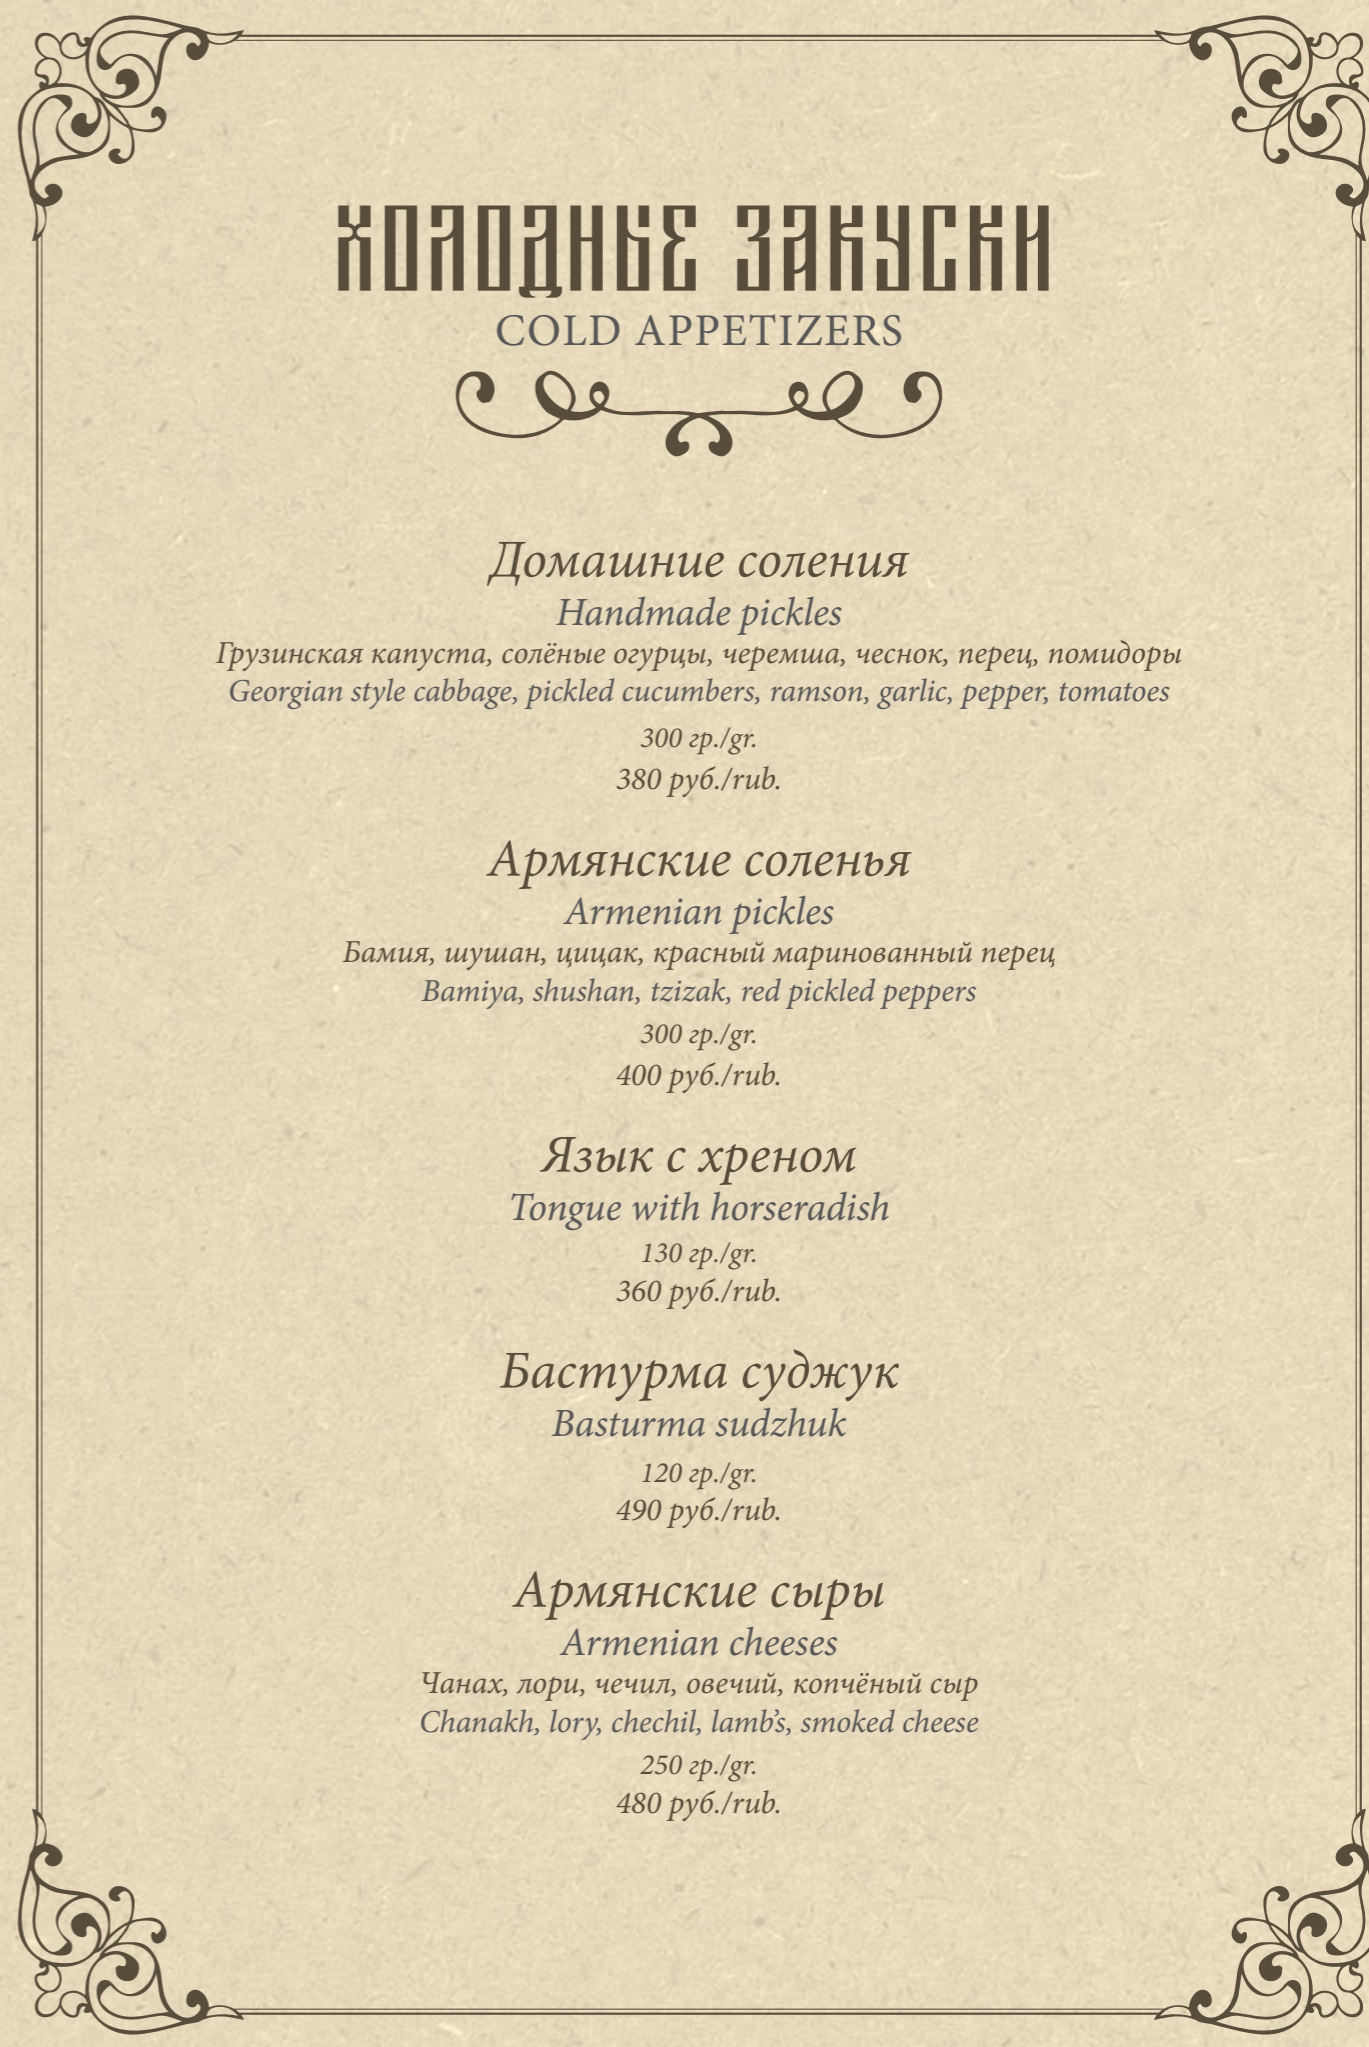 ХОЛОДНЫЕ ЗАКУСКИ
COLD APPETIZERS
Домашние соления
Handmade pickles
Грузинская капуста, солёные огурцы, черемша, чеснок, перец, помидоры
Georgian style cabbage, pickled cucumbers, ramson, garlic, pepper, tomatoes
300 гр./gr.
380 руб./rub.
Армянские соленья
Armenian pickles
Бамия, шушан, цицак, красный маринованный перец
Bamiya, shushan, tzizak, red pickled peppers
300 гр./gr.
400 руб./rub.
Язык с хреном
Tongue with horseradish
130 гр./gr.
360 руб./rub.
Бастурма суджук
Basturma sudzhuk
120 гр./gr.
490 руб./rub.
Армянские сыры
Armenian cheeses
Чанах, лори, чечил, овечий, копчёный сыр
Chanakh, lory, chechil, lamb’s, smoked cheese
250 гр./gr.
480 руб./rub.